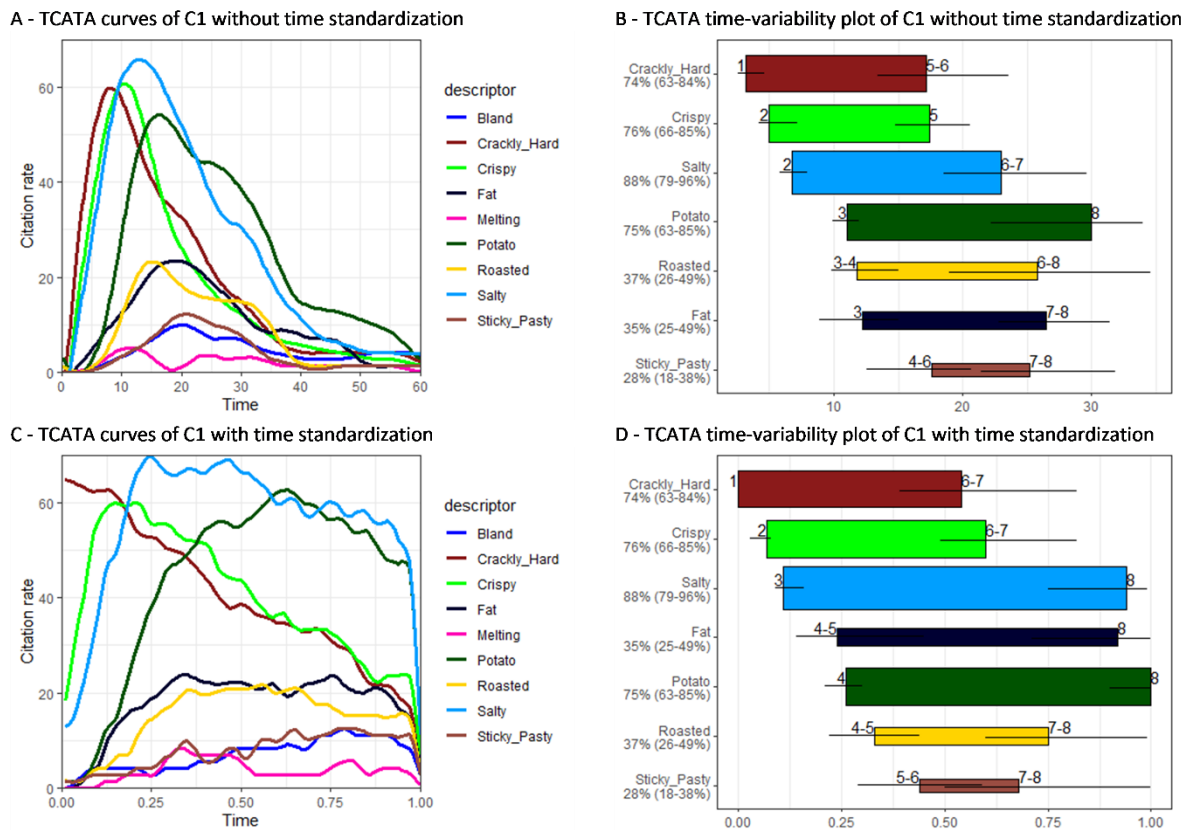 A - TCATA curves of C1 without time standardization
60
40
20
0
0 10 20 30 40 50 60
Citation rate
Time
descriptor
Bland
Crackly_Hard
Crispy
Fat
Melting
Potato
Roasted
Salty
Sticky_Pasty
B - TCATA time-variability plot of C1 without time standardization
Crackly_Hard
74% (63-84%)
1 5-6
Crispy
76% (66-85%)
2 5
Salty
88% (79-96%)
2 6-7
Potato
75% (63-85%)
3 8
Roasted
37% (26-49%)
3-4 6-8
Fat
35% (25-49%)
3 7-8
Sticky_Pasty
28% (18-38%)
4-6 7-8
10 20 30
C - TCATA curves of C1 with time standardization
60
40
20
0
0.00 0.25 0.50 0.75 1.00
Citation rate
Time
descriptor
Bland
Crackly_Hard
Crispy
Fat
Melting
Potato
Roasted
Salty
Sticky_Pasty
D - TCATA time-variability plot of C1 with time standardization
Crackly_Hard
74% (63-84%)
1 6-7
Crispy
76% (66-85%)
2 6-7
Salty
88% (79-96%)
3 8
Fat
35% (25-49%)
4-5 8
Potato
75% (63-85%)
4 8
Roasted
37% (26-49%)
4-5 7-8
Sticky_Pasty
28% (18-38%)
5-6 7-8
0.00 0.25 0.50 0.75 1.00